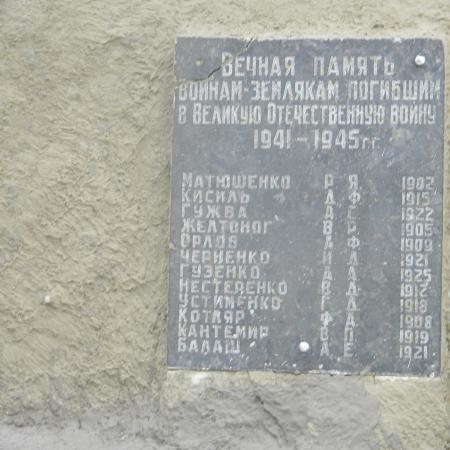 Вечная память
воинам-землякам погибшим
в Великую Отечественную войну
1941-1945 гг.
Матюшенко Р Я 1902
Кисиль Д Ф 1915
Гужва А С 1922
Желтоног В Р 1905
Орлов А Ф 1909
Черненко И Д 1921
Гузенко А 1925
Нестеренко В Д
Устименко Г 1918
Котляр Ф Д 1908
Кантемир В П 1919
Балаш А Е 1921